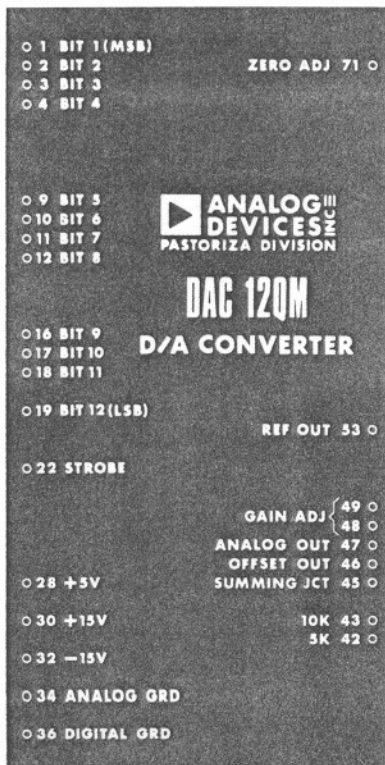 1 BIT 1 (MSB)
2 BIT 2
ZERO ADJ 71
3 BIT 3
4 BIT 4
9 BIT 5
10 BIT 6
11 BIT 7
12 BIT 8
ANALOG
DEVICES INC
PASTORIZA DIVISION
DAC 12QM
D/A CONVERTER
16 BIT 9
17 BIT 10
18 BIT 11
19 BIT 12 (LSB)
REF OUT 53
22 STROBE
GAIN ADJ 49
48
ANALOG OUT 47
OFFSET OUT 46
SUMMING JCT 45
28 +5V
30 +15V
10K 43
5K 42
32 −15V
34 ANALOG GRD
36 DIGITAL GRD